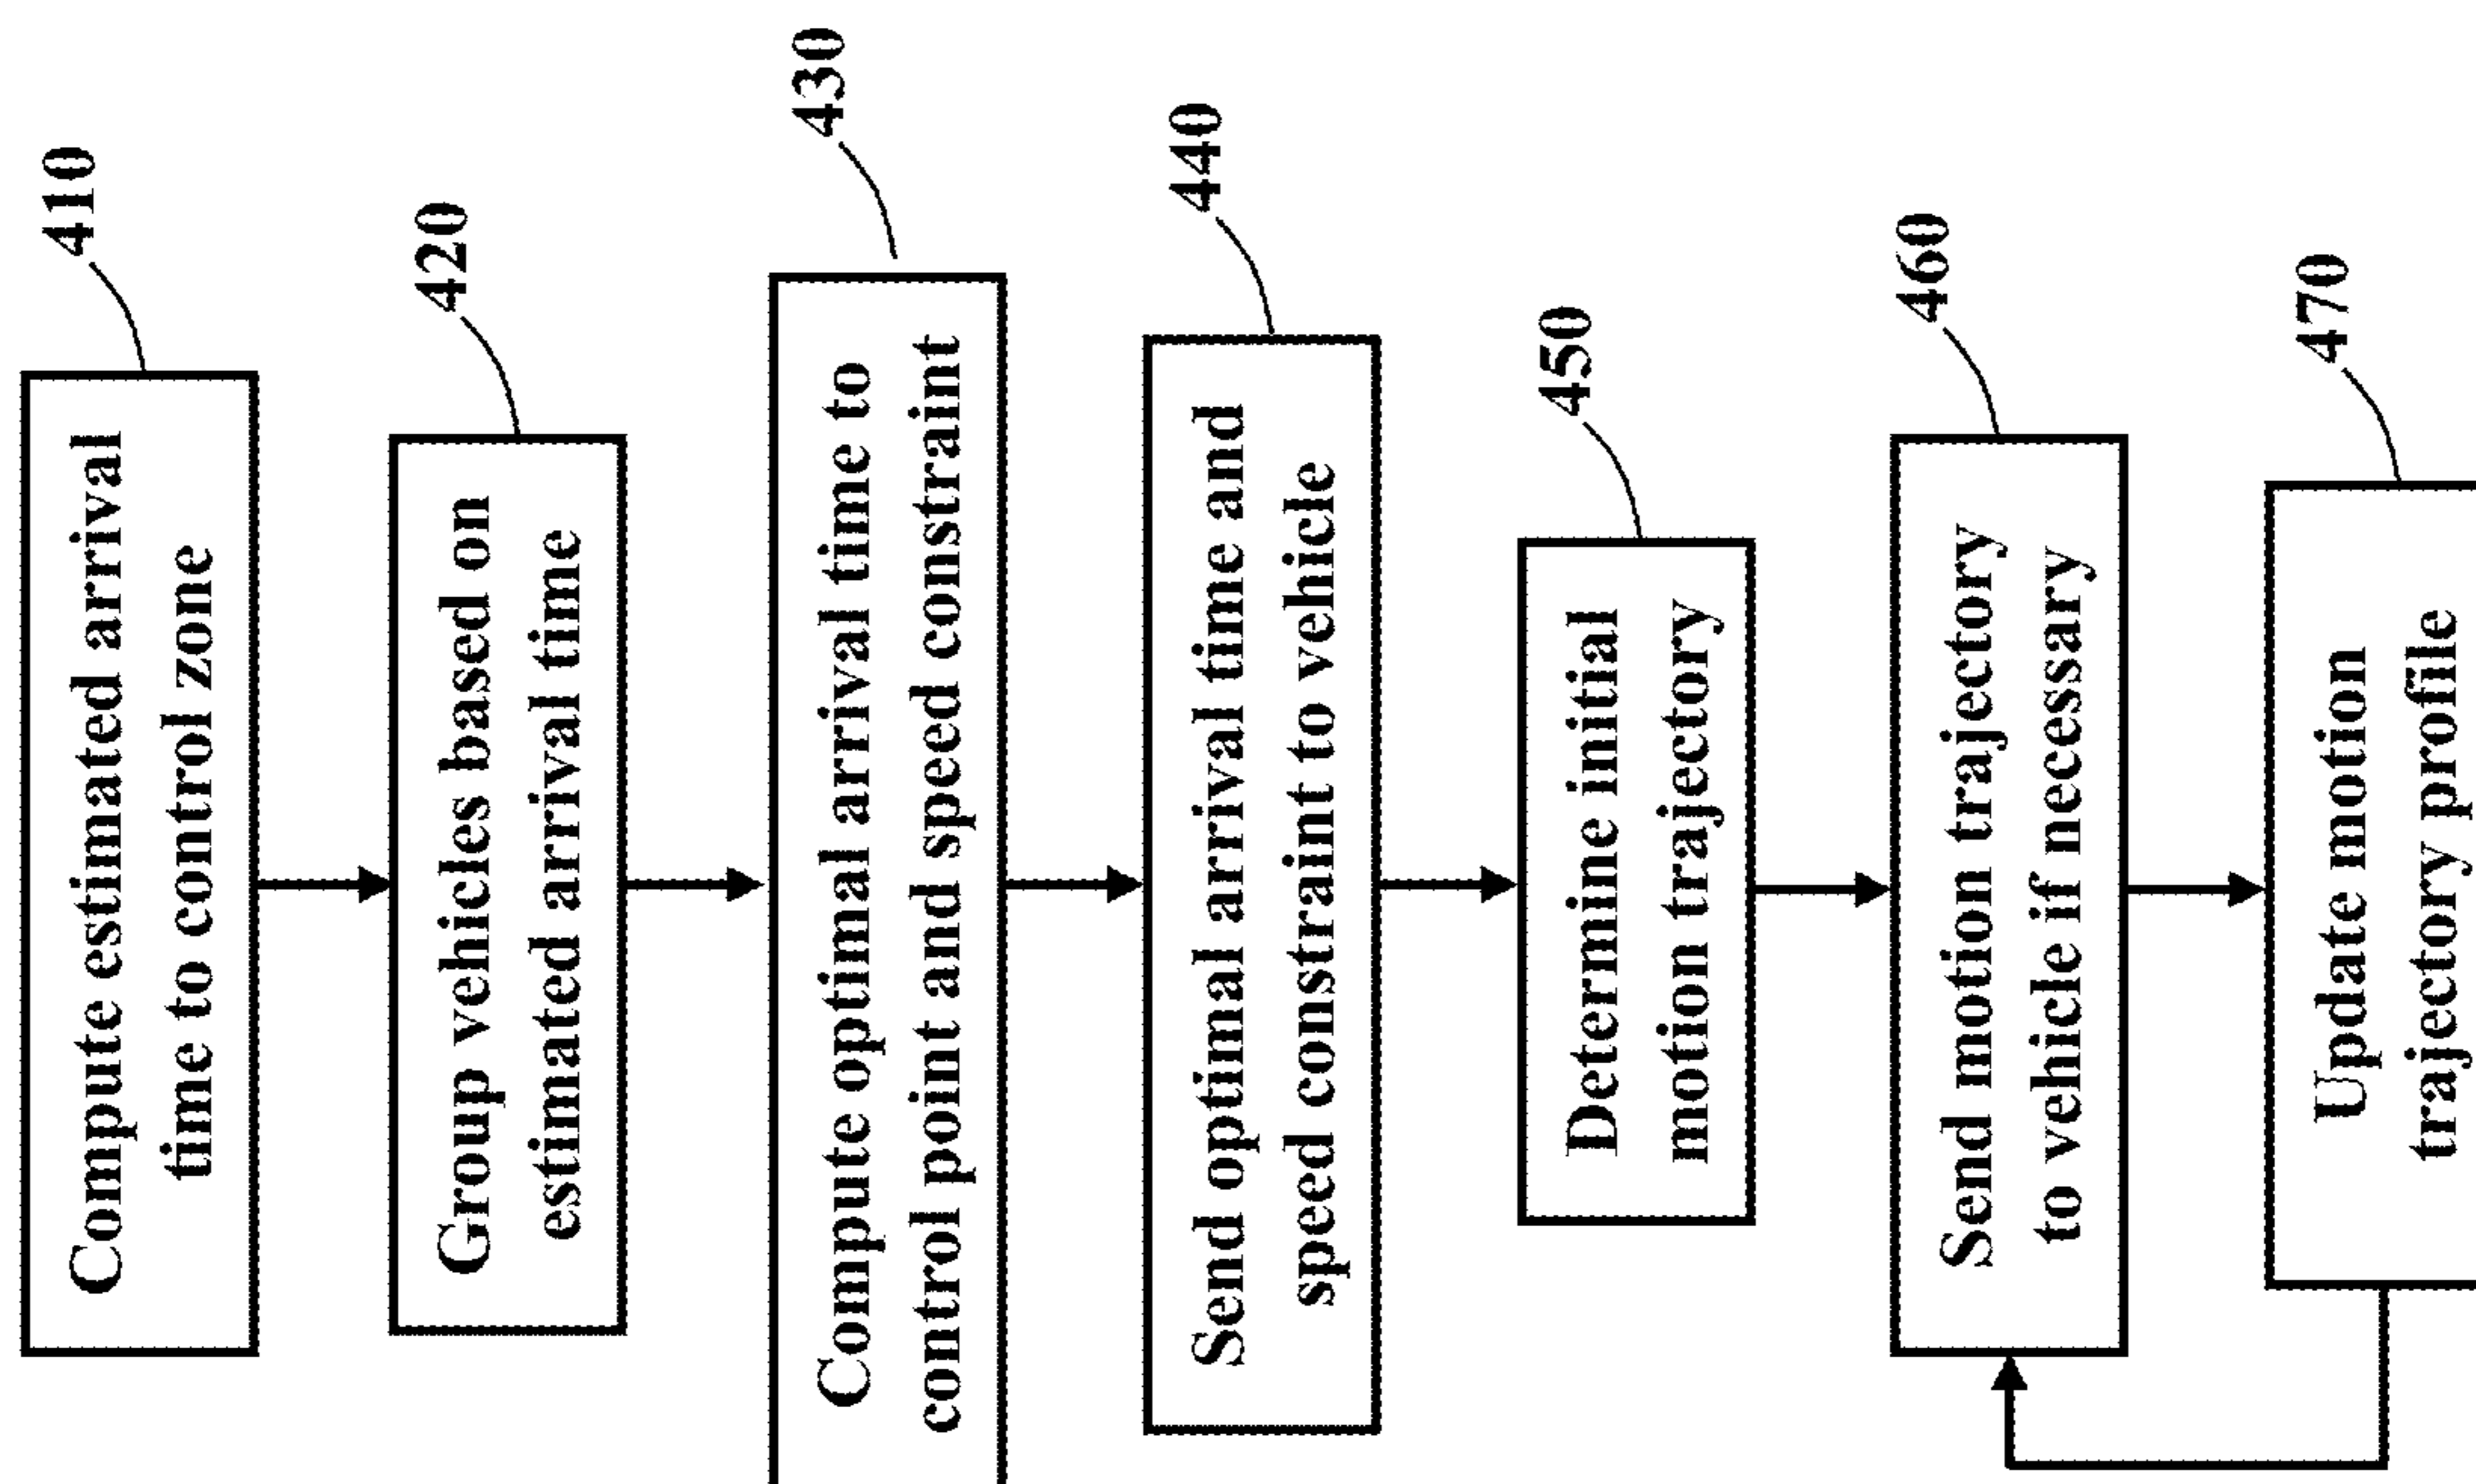 410
Compute estimated arrival
time to control zone
420
Group vehicles based on
estimated arrival time
430
Compute optimal arrival time to
control point and speed constraint
440
Send optimal arrival time and
speed constraint to vehicle
450
Determine initial
motion trajectory
460
Send motion trajectory
to vehicle if necessary
470
Update motion
trajectory profile